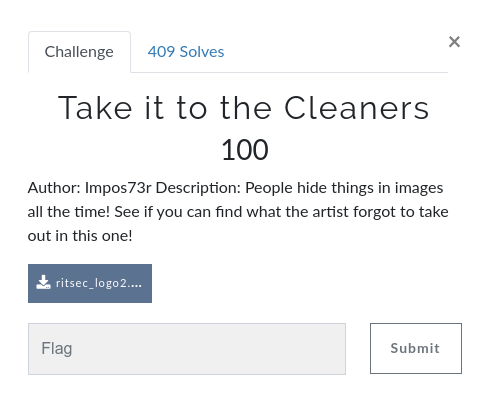 Challenge
409 Solves
×
Take it to the Cleaners
100
Author: Impos73r Description: People hide things in images
all the time! See if you can find what the artist forgot to take
out in this one!
ritsec_logo2....
Flag
Submit